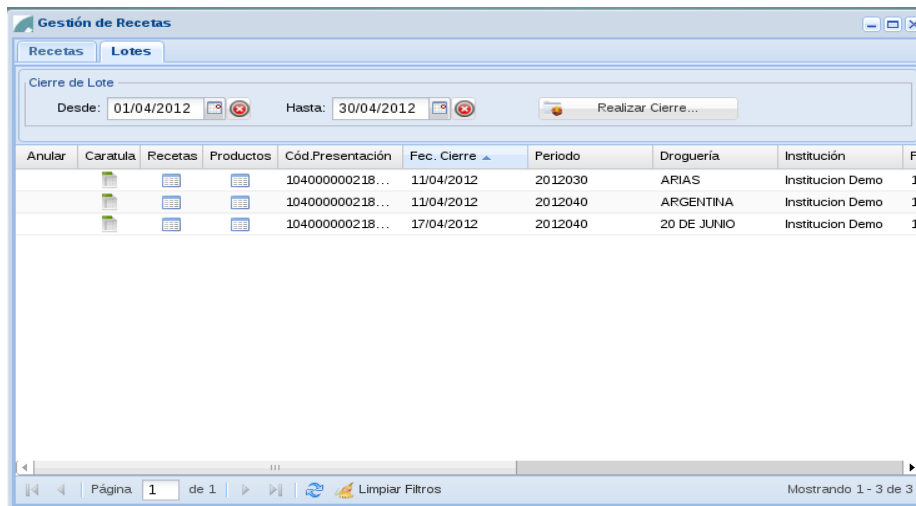 Gestión de Recetas
Recetas Lotes
Cierre de Lote
Desde: 01/04/2012 Hasta: 30/04/2012 Realizar Cierre...
Anular Caratula Recetas Productos Cód.Presentación Fec. Cierre Periodo Droguería Institución F
104000000218... 11/04/2012 2012030 ARIAS Institucion Demo 1
104000000218... 11/04/2012 2012040 ARGENTINA Institucion Demo 1
104000000218... 17/04/2012 2012040 20 DE JUNIO Institucion Demo 1
Página 1 de 1 Limpiar Filtros Mostrando 1 - 3 de 3